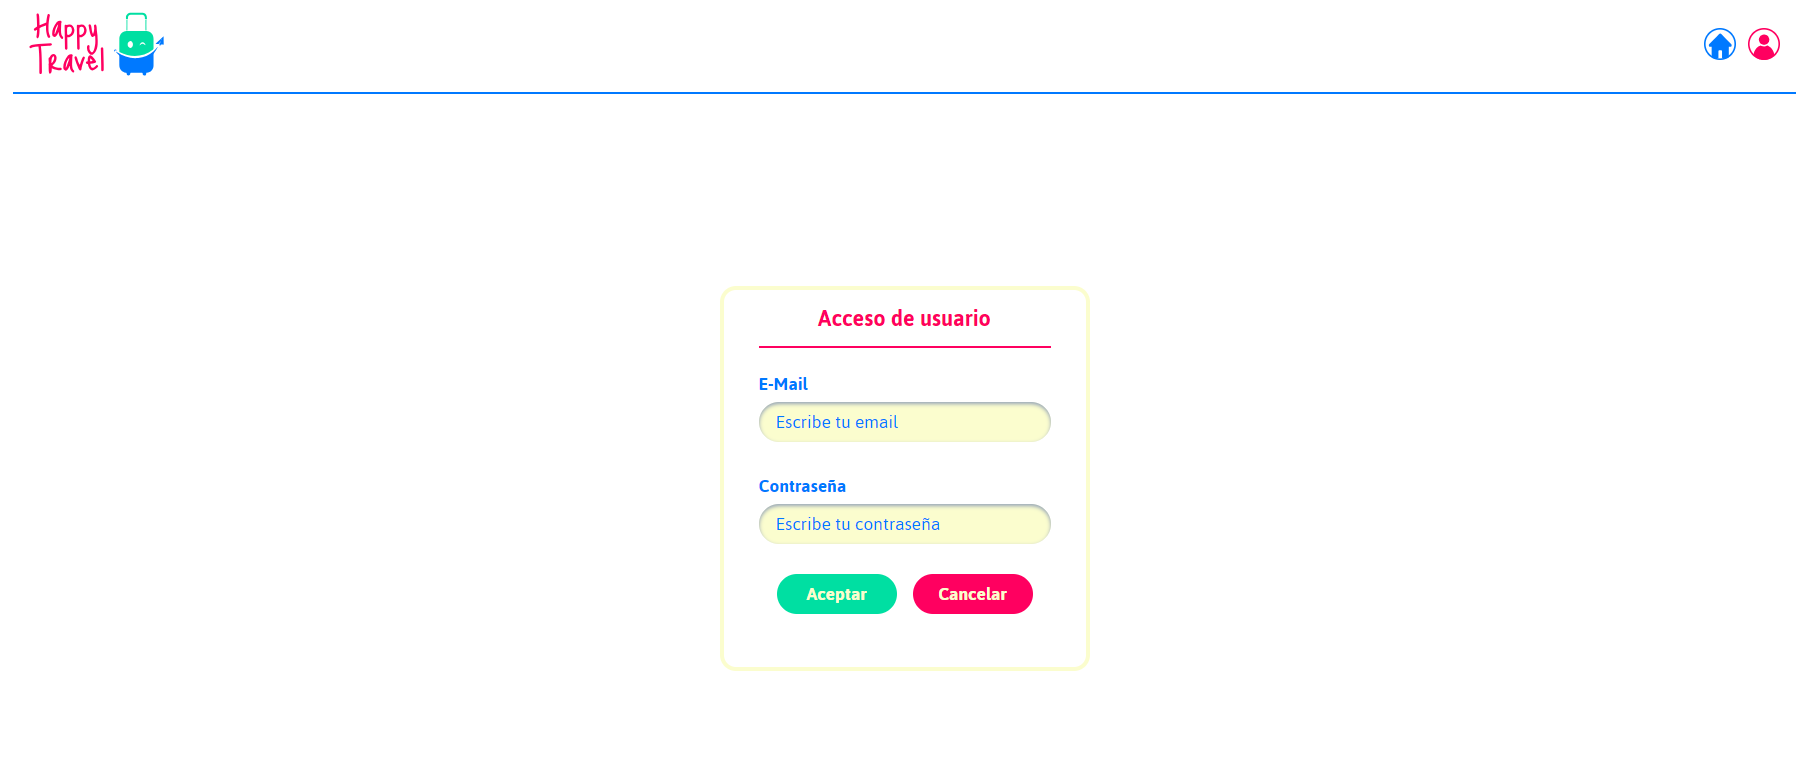 Happy
Travel
Acceso de usuario
E-Mail
Escribe tu email
Contraseña
Escribe tu contraseña
Aceptar Cancelar